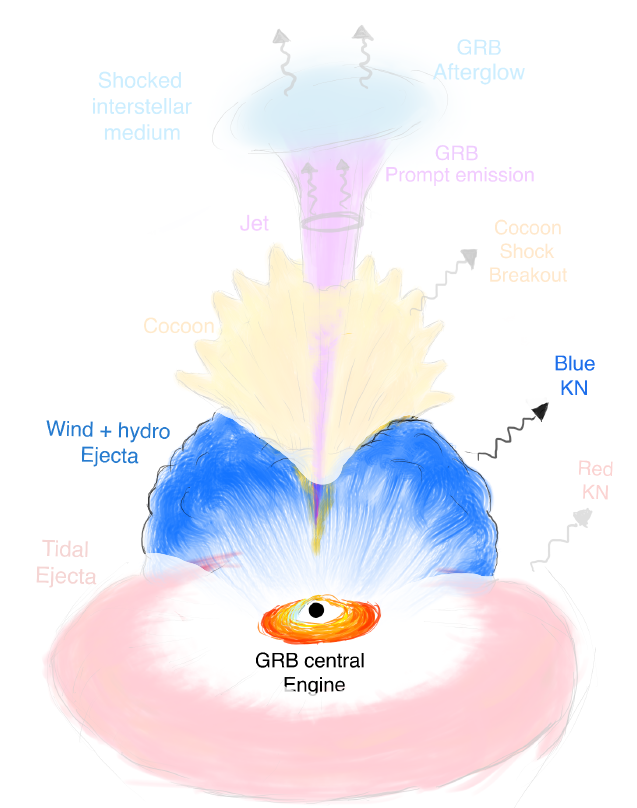 GRB
Afterglow
Shocked
interstellar
medium
GRB
Prompt emission
Jet
Cocoon
Shock
Breakout
Cocoon
Blue
KN
Wind + hydro
Ejecta
Red
KN
Tidal
Ejecta
GRB central
Engine